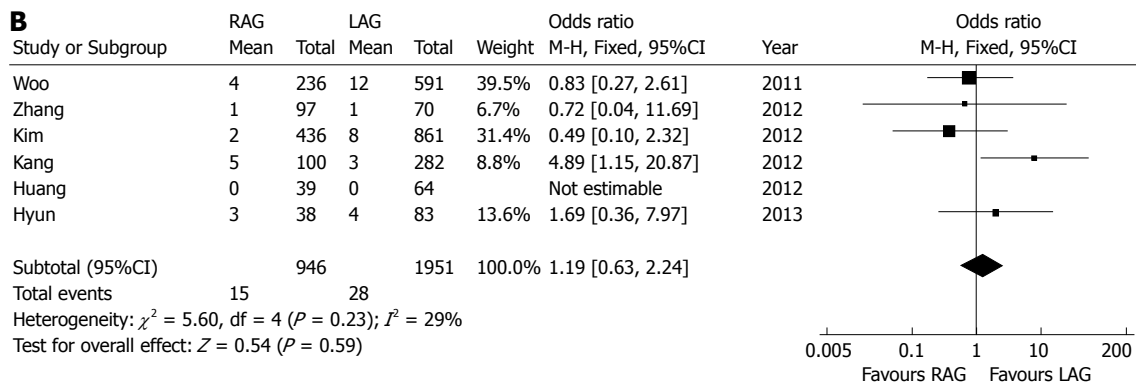 B
RAG LAG Odds ratio Odds ratio
Study or Subgroup Mean Total Mean Total Weight M-H, Fixed, 95%CI Year M-H, Fixed, 95%CI
Woo 4 236 12 591 39.5% 0.83 [0.27, 2.61] 2011
Zhang 1 97 1 70 6.7% 0.72 [0.04, 11.69] 2012
Kim 2 436 8 861 31.4% 0.49 [0.10, 2.32] 2012
Kang 5 100 3 282 8.8% 4.89 [1.15, 20.87] 2012
Huang 0 39 0 64 Not estimable 2012
Hyun 3 38 4 83 13.6% 1.69 [0.36, 7.97] 2013
Subtotal (95%CI) 946 1951 100.0% 1.19 [0.63, 2.24]
Total events 15 28
Heterogeneity: χ² = 5.60, df = 4 (P = 0.23); I² = 29%
Test for overall effect: Z = 0.54 (P = 0.59)
0.005 0.1 1 10 200
Favours RAG Favours LAG